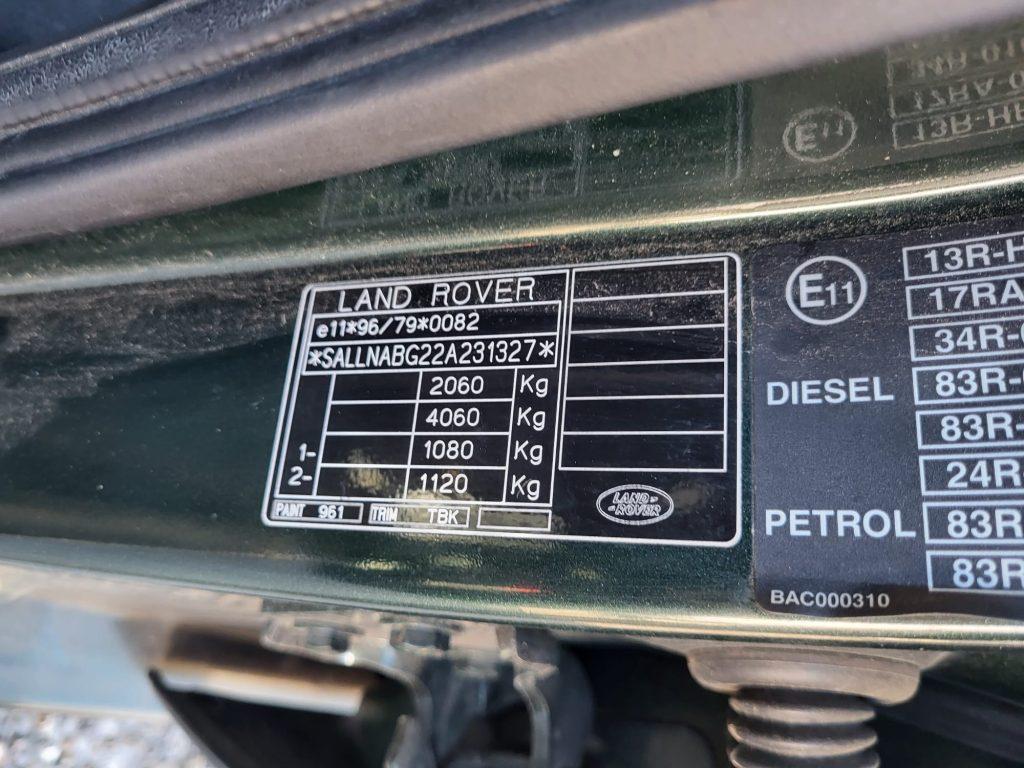 LAND ROVER
e11*96/79*0082
*SALLNABG22A231327*
2060 Kg
4060 Kg
1- 1080 Kg
2- 1120 Kg
PAINT 961 TRIM TBK
LAND-
-ROVER
E11
13R-H
17RA
34R-
DIESEL 83R-
83R-
24R
PETROL 83R
83R
BAC000310